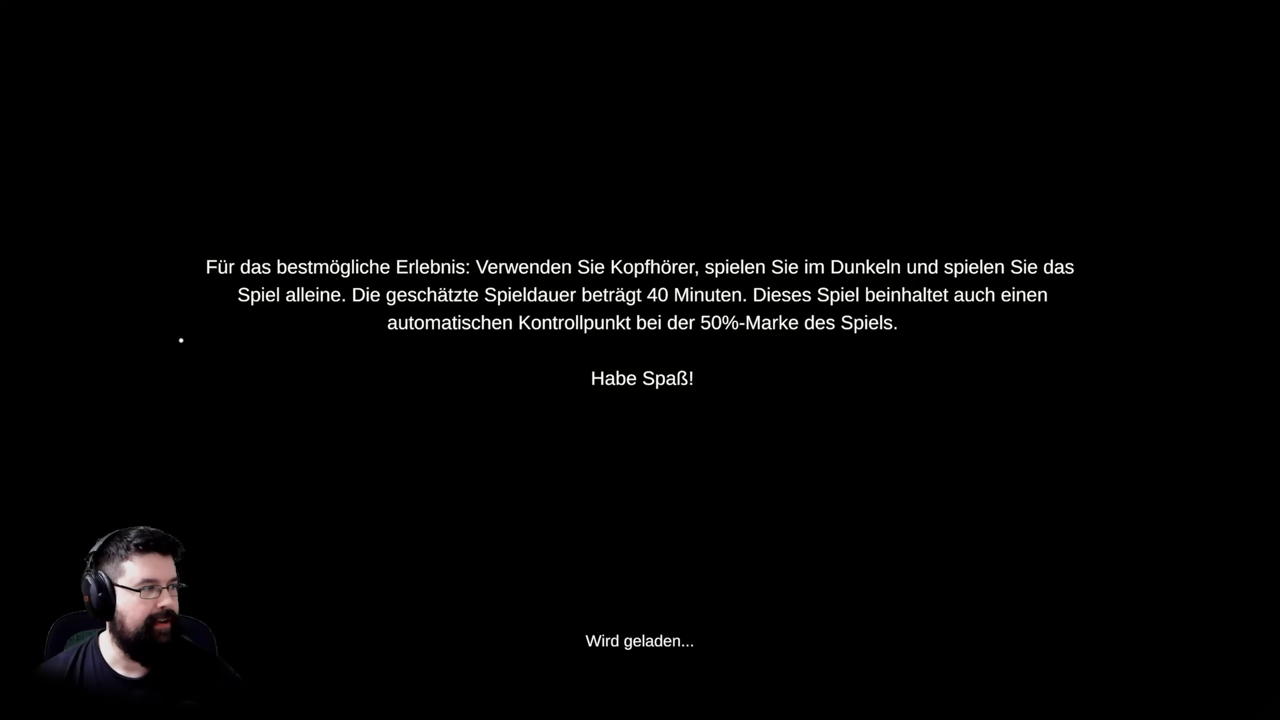 Für das bestmögliche Erlebnis: Verwenden Sie Kopfhörer, spielen Sie im Dunkeln und spielen Sie das
Spiel alleine. Die geschätzte Spieldauer beträgt 40 Minuten. Dieses Spiel beinhaltet auch einen
automatischen Kontrollpunkt bei der 50%-Marke des Spiels.
Habe Spaß!
Wird geladen...